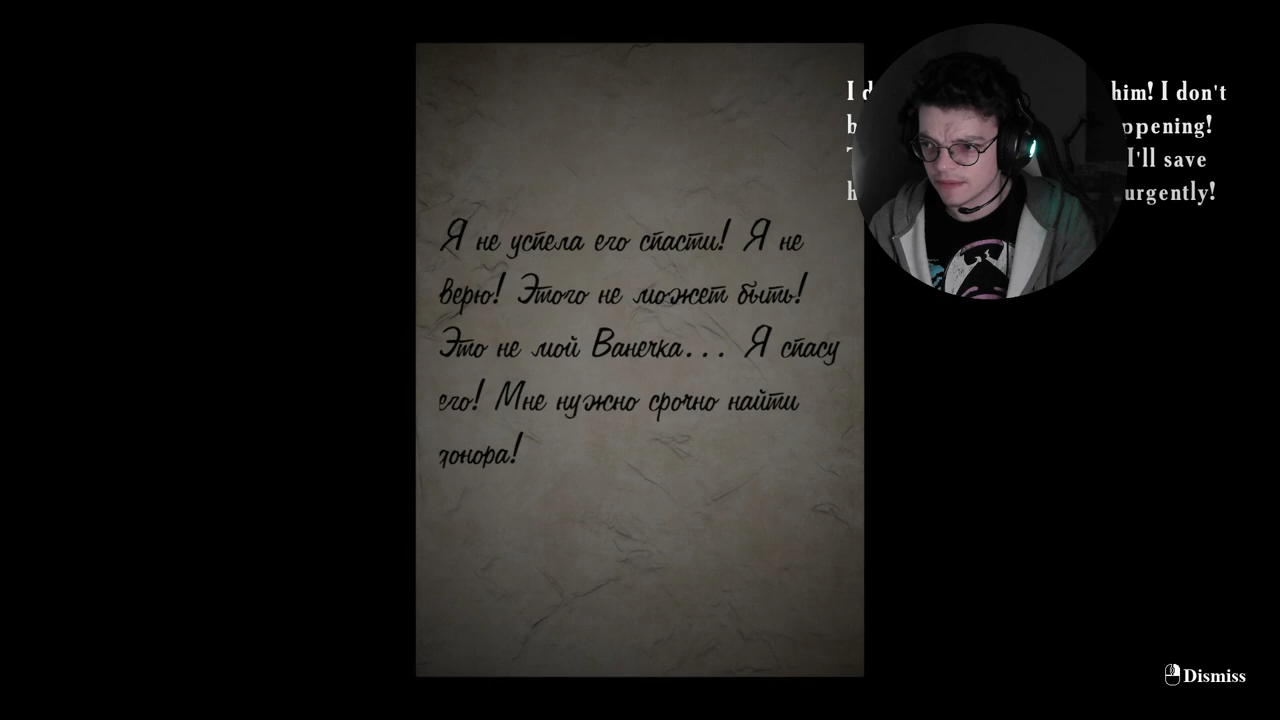 Я не успела его спасти! Я не
верю! Этого не может быть!
Это не мой Ванечка... Я спасу
его! Мне нужно срочно найти
донора!
I him! I don't
ppening!
I'll save
urgently!
Dismiss